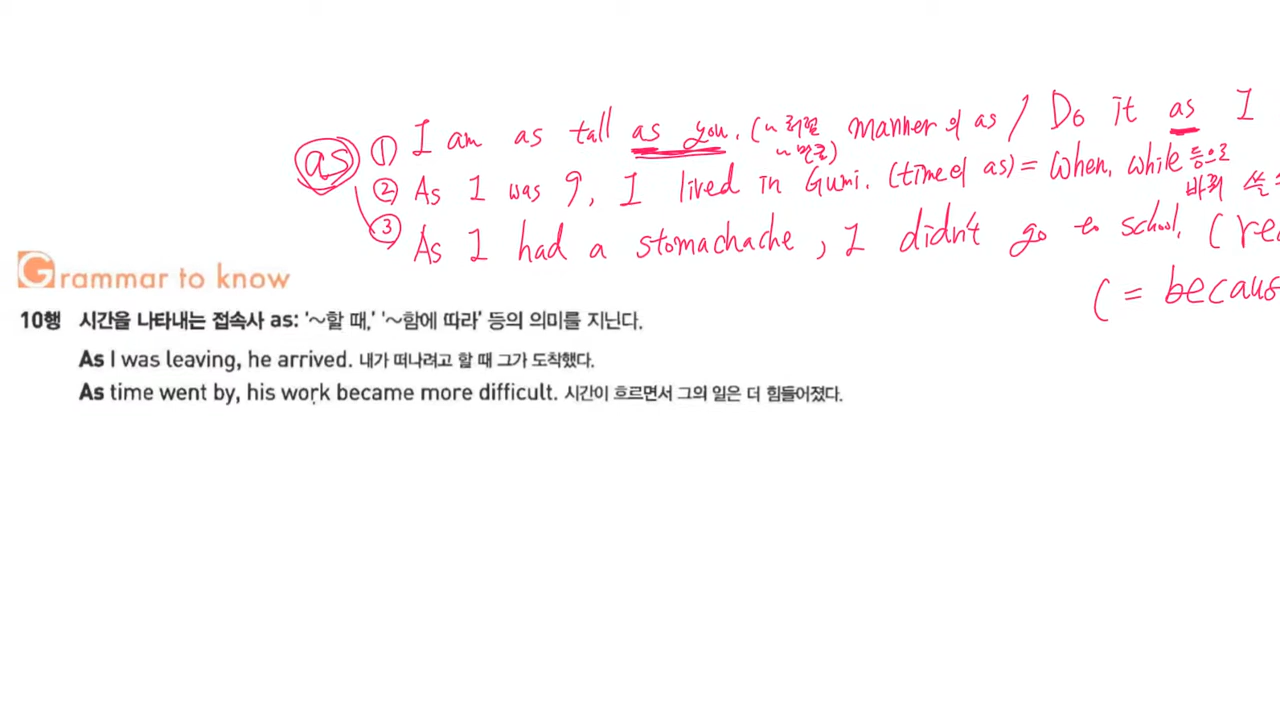 as ① I am as tall as you. (~처럼 manner의 as / Do it as I
~만큼)
② As I was 9, I lived in Gumi. (time의 as) = When, while 등으로
바꿔 쓸 수
③ As I had a stomachache, I didn't go to school. (rea
( = becaus
Grammar to know
10행 시간을 나타내는 접속사 as: '~할 때,' '~함에 따라' 등의 의미를 지닌다.
As I was leaving, he arrived. 내가 떠나려고 할 때 그가 도착했다.
As time went by, his work became more difficult. 시간이 흐르면서 그의 일은 더 힘들어졌다.